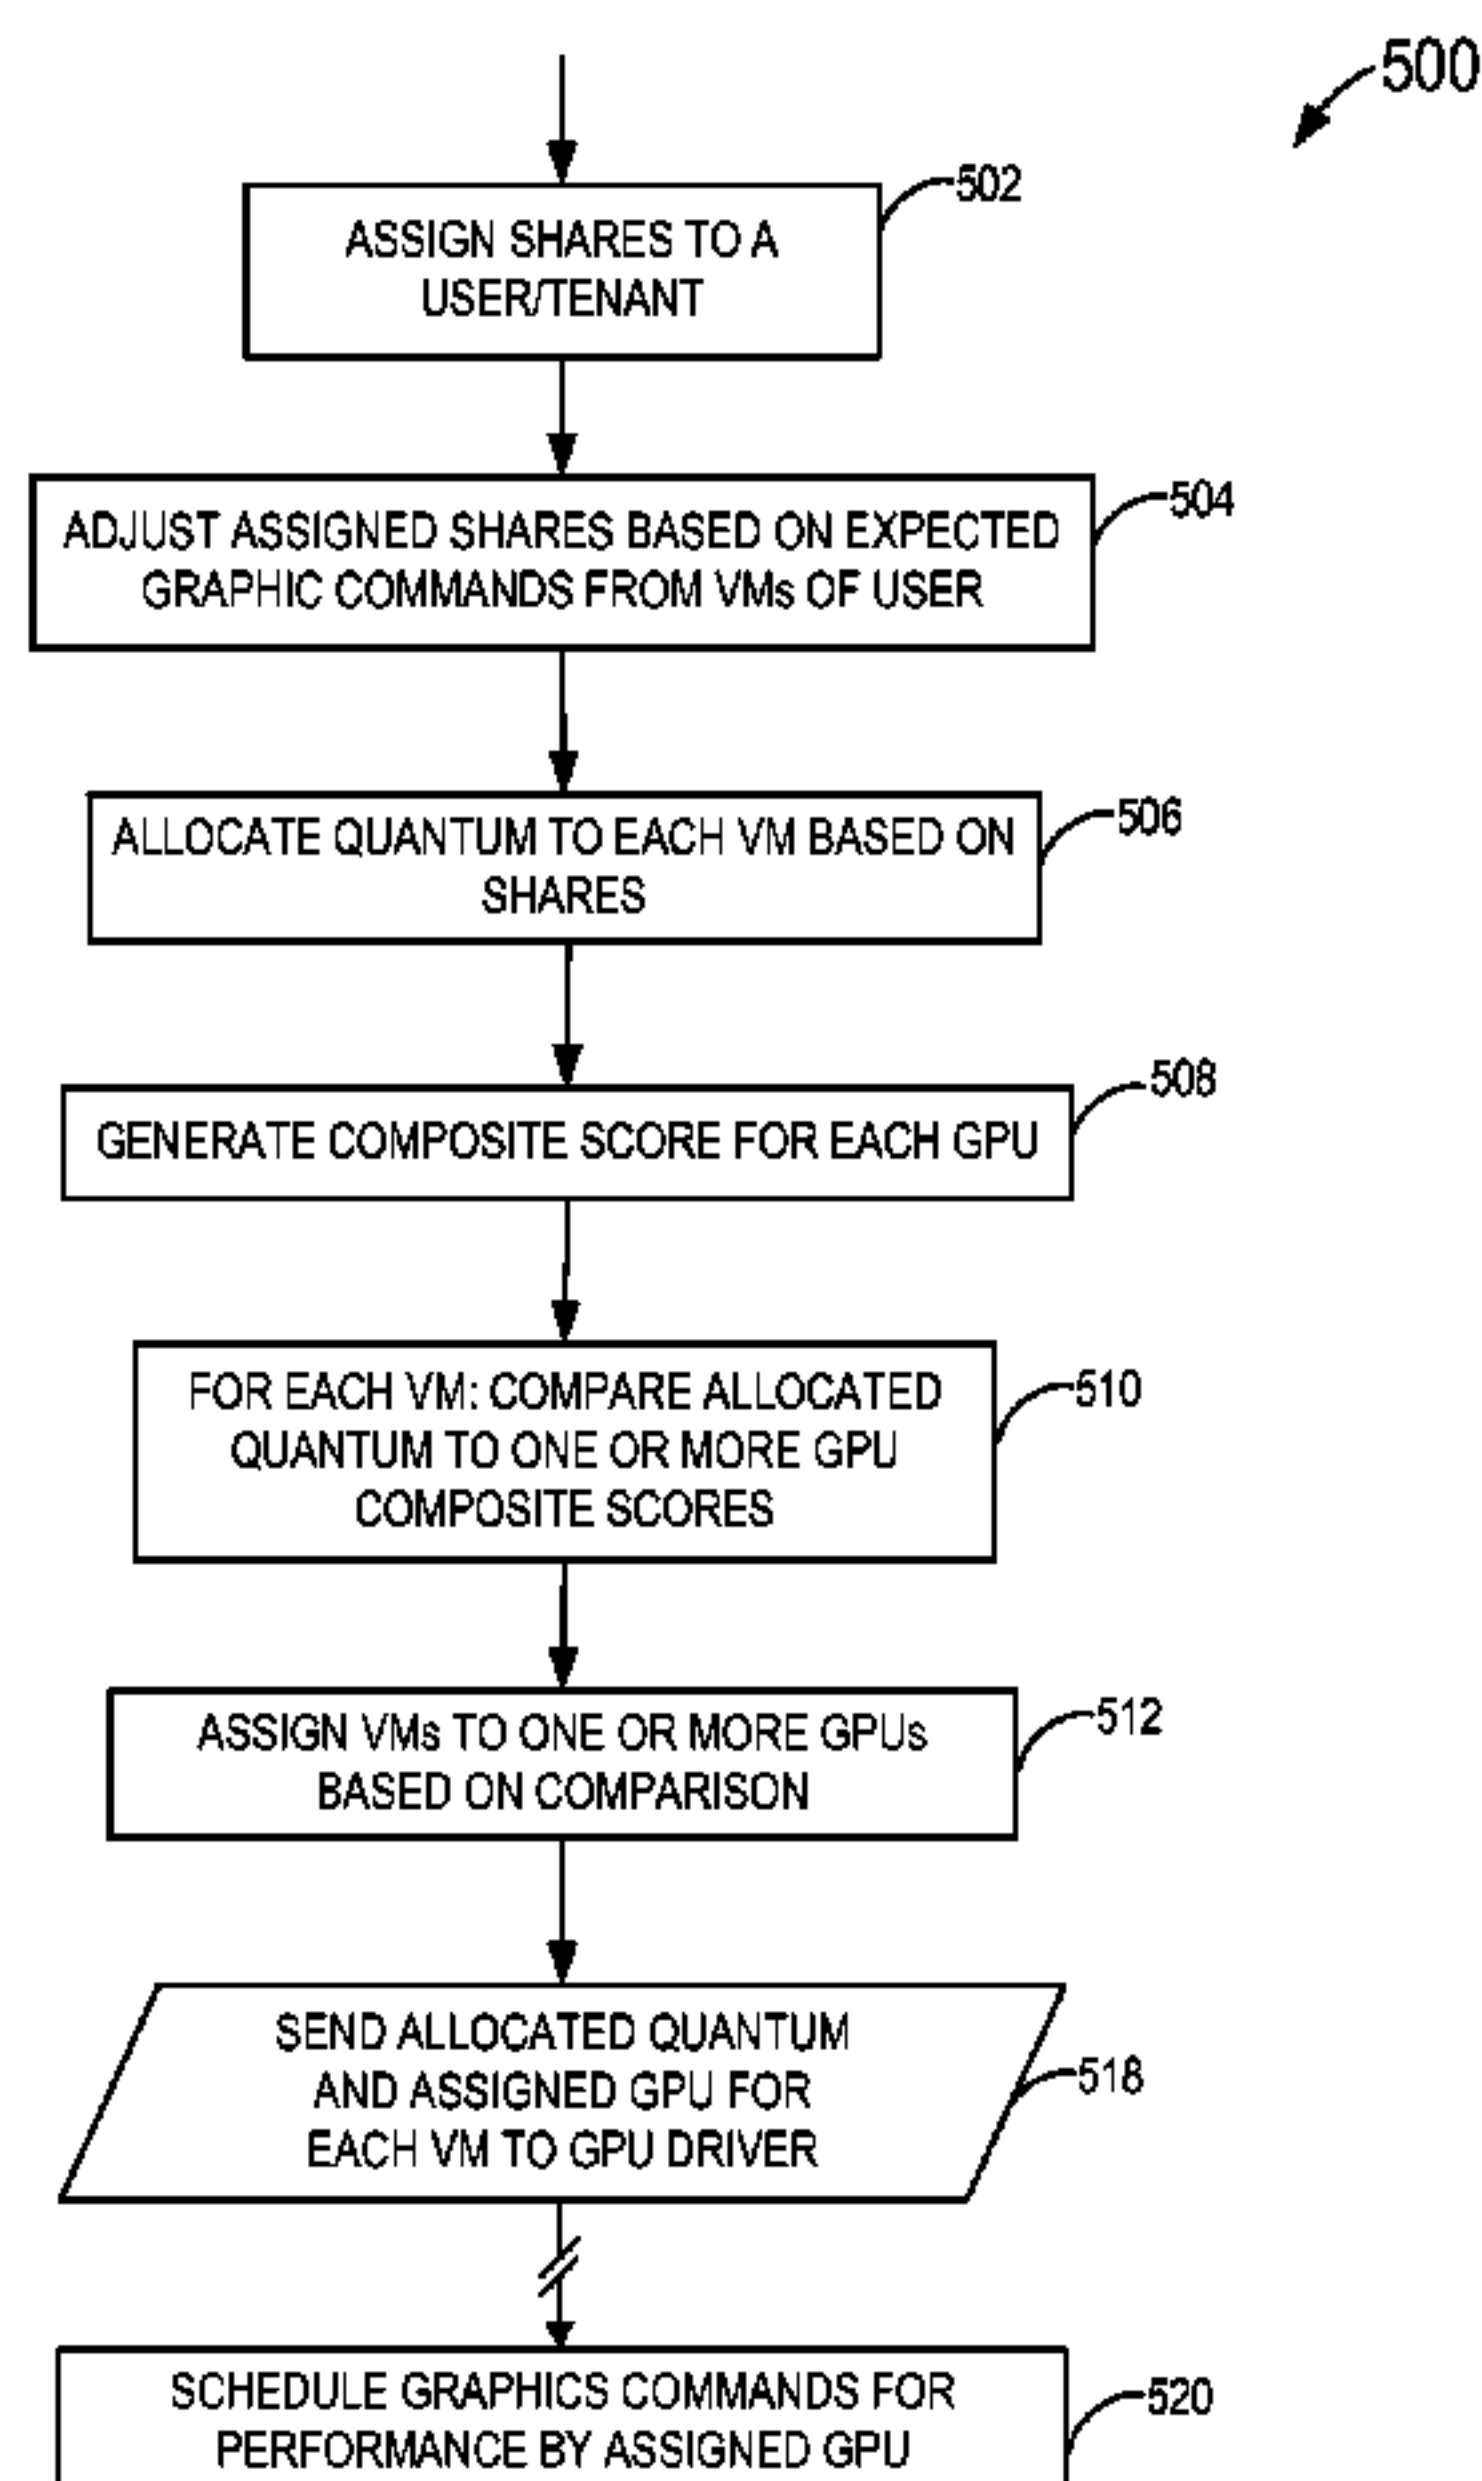 500
502
ASSIGN SHARES TO A
USER/TENANT
504
ADJUST ASSIGNED SHARES BASED ON EXPECTED
GRAPHIC COMMANDS FROM VMs OF USER
506
ALLOCATE QUANTUM TO EACH VM BASED ON
SHARES
508
GENERATE COMPOSITE SCORE FOR EACH GPU
510
FOR EACH VM: COMPARE ALLOCATED
QUANTUM TO ONE OR MORE GPU
COMPOSITE SCORES
512
ASSIGN VMs TO ONE OR MORE GPUs
BASED ON COMPARISON
518
SEND ALLOCATED QUANTUM
AND ASSIGNED GPU FOR
EACH VM TO GPU DRIVER
520
SCHEDULE GRAPHICS COMMANDS FOR
PERFORMANCE BY ASSIGNED GPU